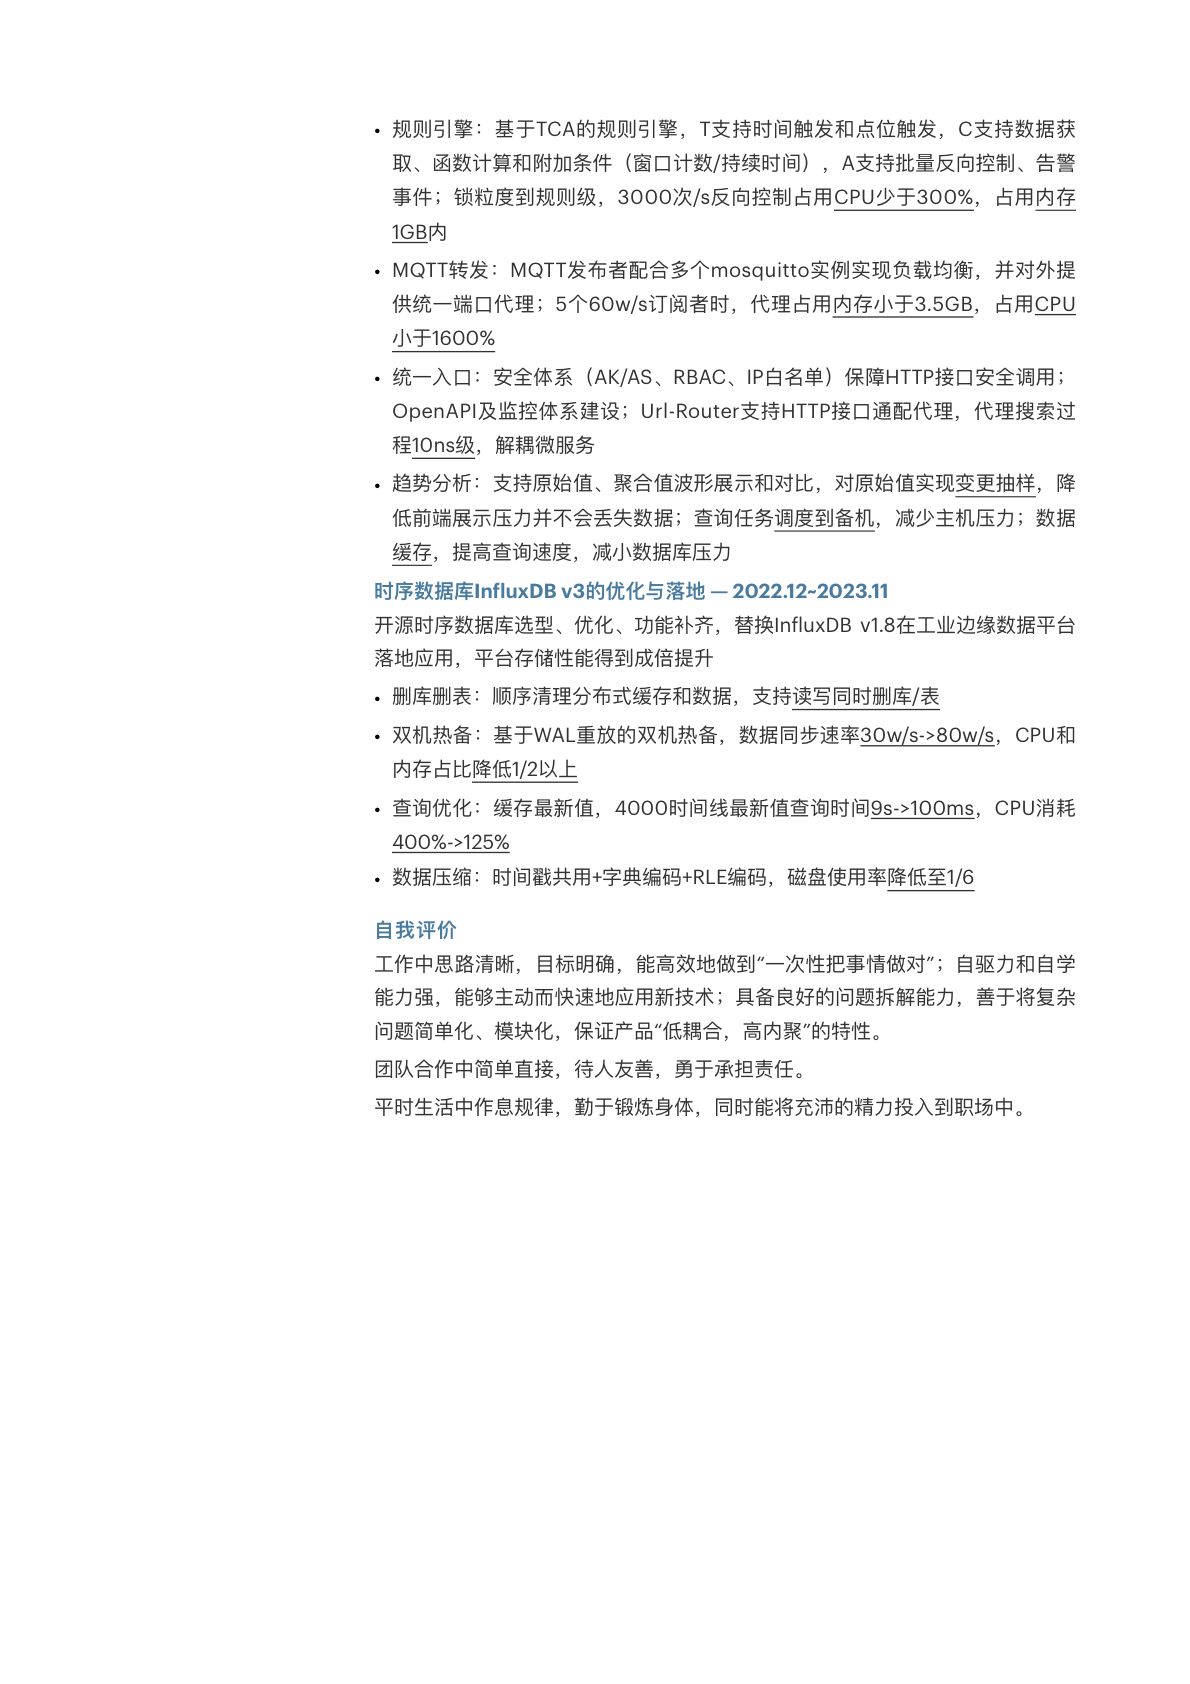 • 规则引擎：基于TCA的规则引擎，T支持时间触发和点位触发，C支持数据获
取、函数计算和附加条件（窗口计数/持续时间），A支持批量反向控制、告警
事件；锁粒度到规则级，3000次/s反向控制占用CPU少于300%，占用内存
1GB内
• MQTT转发：MQTT发布者配合多个mosquitto实例实现负载均衡，并对外提
供统一端口代理；5个60w/s订阅者时，代理占用内存小于3.5GB，占用CPU
小于1600%
• 统一入口：安全体系（AK/AS、RBAC、IP白名单）保障HTTP接口安全调用；
OpenAPI及监控体系建设；Url-Router支持HTTP接口通配代理，代理搜索过
程10ns级，解耦微服务
• 趋势分析：支持原始值、聚合值波形展示和对比，对原始值实现变更抽样，降
低前端展示压力并不会丢失数据；查询任务调度到备机，减少主机压力；数据
缓存，提高查询速度，减小数据库压力
时序数据库InfluxDB v3的优化与落地 — 2022.12~2023.11
开源时序数据库选型、优化、功能补齐，替换InfluxDB v1.8在工业边缘数据平台
落地应用，平台存储性能得到成倍提升
• 删库删表：顺序清理分布式缓存和数据，支持读写同时删库/表
• 双机热备：基于WAL重放的双机热备，数据同步速率30w/s->80w/s，CPU和
内存占比降低1/2以上
• 查询优化：缓存最新值，4000时间线最新值查询时间9s->100ms，CPU消耗
400%->125%
• 数据压缩：时间戳共用+字典编码+RLE编码，磁盘使用率降低至1/6
自我评价
工作中思路清晰，目标明确，能高效地做到“一次性把事情做对”；自驱力和自学
能力强，能够主动而快速地应用新技术；具备良好的问题拆解能力，善于将复杂
问题简单化、模块化，保证产品“低耦合，高内聚”的特性。
团队合作中简单直接，待人友善，勇于承担责任。
平时生活中作息规律，勤于锻炼身体，同时能将充沛的精力投入到职场中。